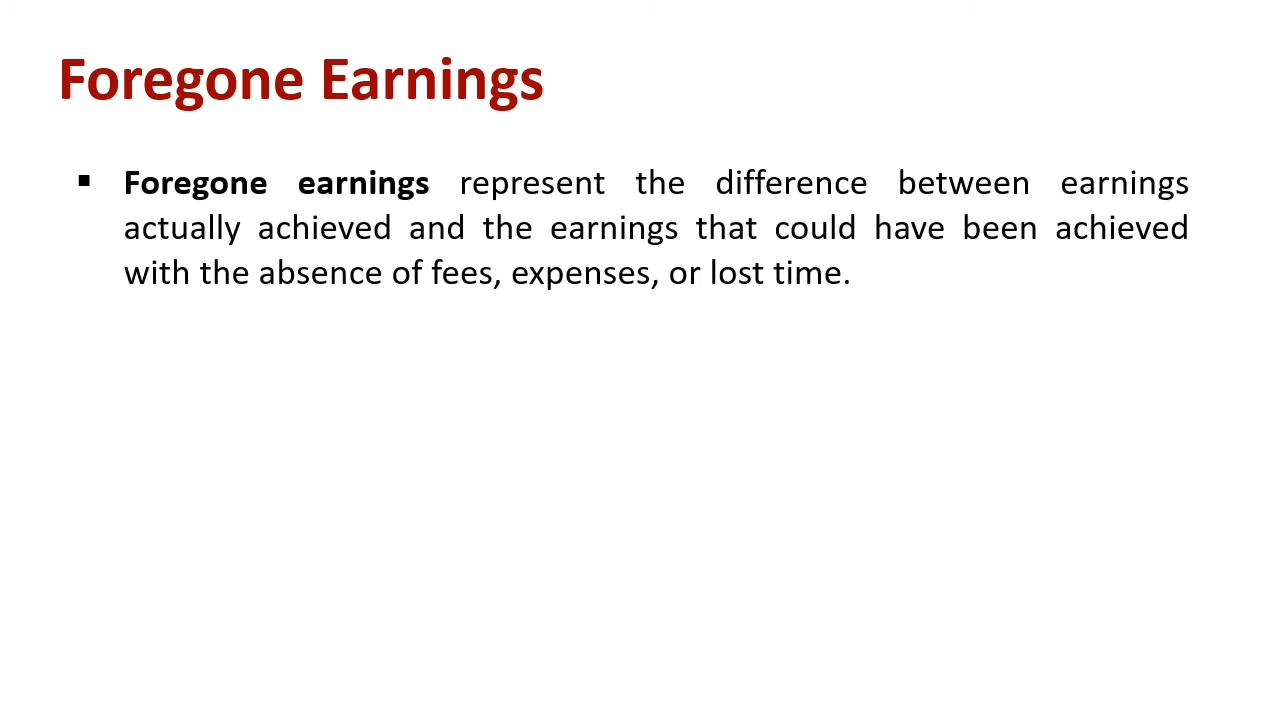 Foregone Earnings
▪ Foregone earnings represent the difference between earnings
actually achieved and the earnings that could have been achieved
with the absence of fees, expenses, or lost time.